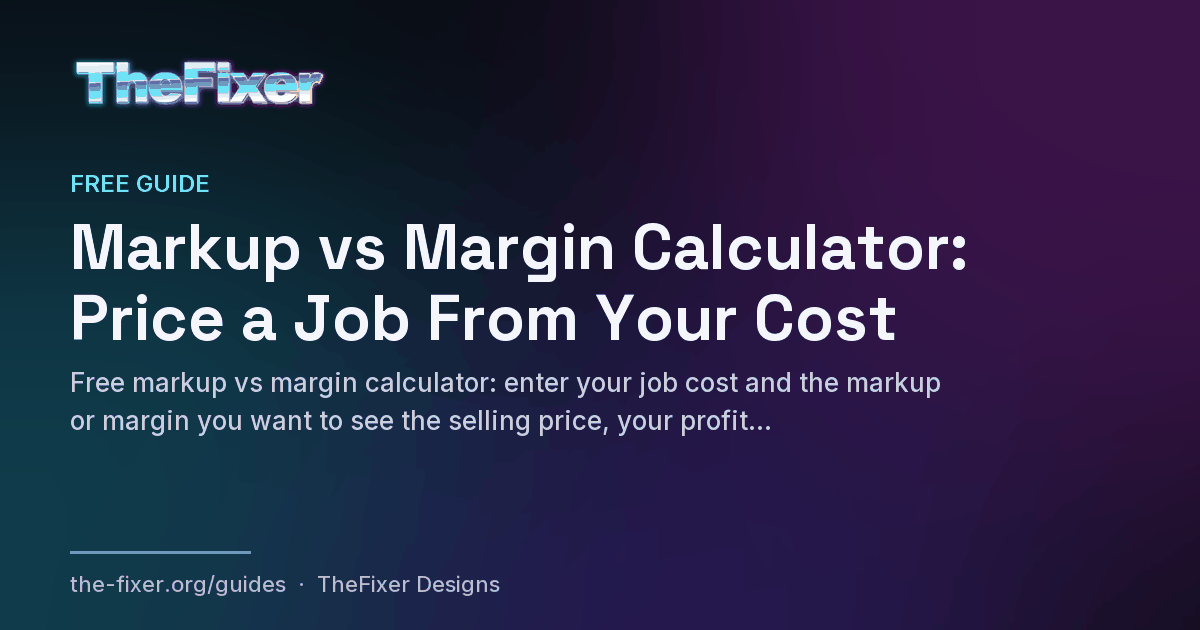 TheFixer
FREE GUIDE
Markup vs Margin Calculator:
Price a Job From Your Cost
Free markup vs margin calculator: enter your job cost and the markup
or margin you want to see the selling price, your profit...
the-fixer.org/guides · TheFixer Designs